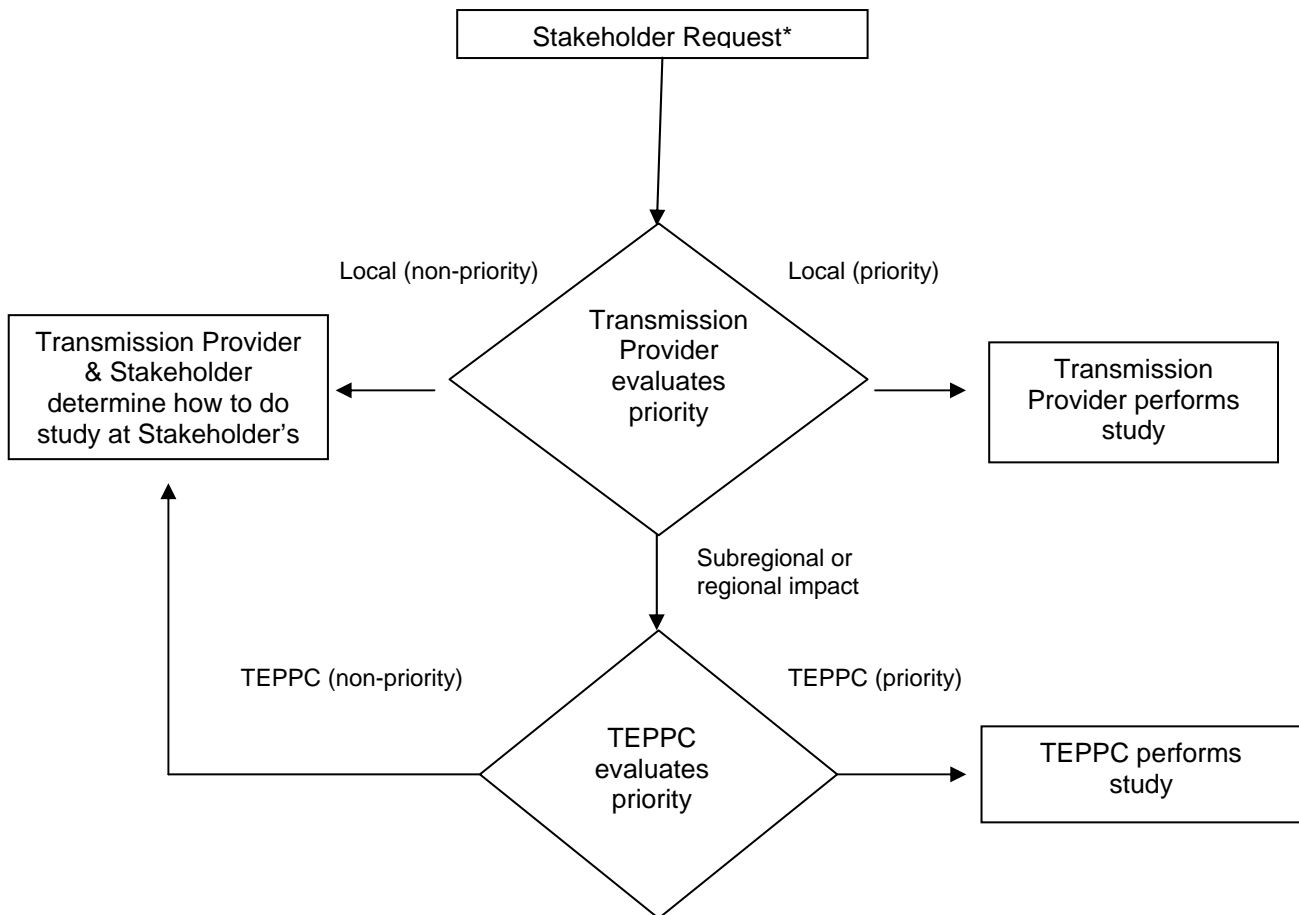 Stakeholder Request*
Local (non-priority)
Local (priority)
Transmission
Provider
evaluates
priority
Transmission Provider
& Stakeholder
determine how to do
study at Stakeholder's
Transmission
Provider performs
study
Subregional or
regional impact
TEPPC (non-priority)
TEPPC (priority)
TEPPC
evaluates
priority
TEPPC performs
study